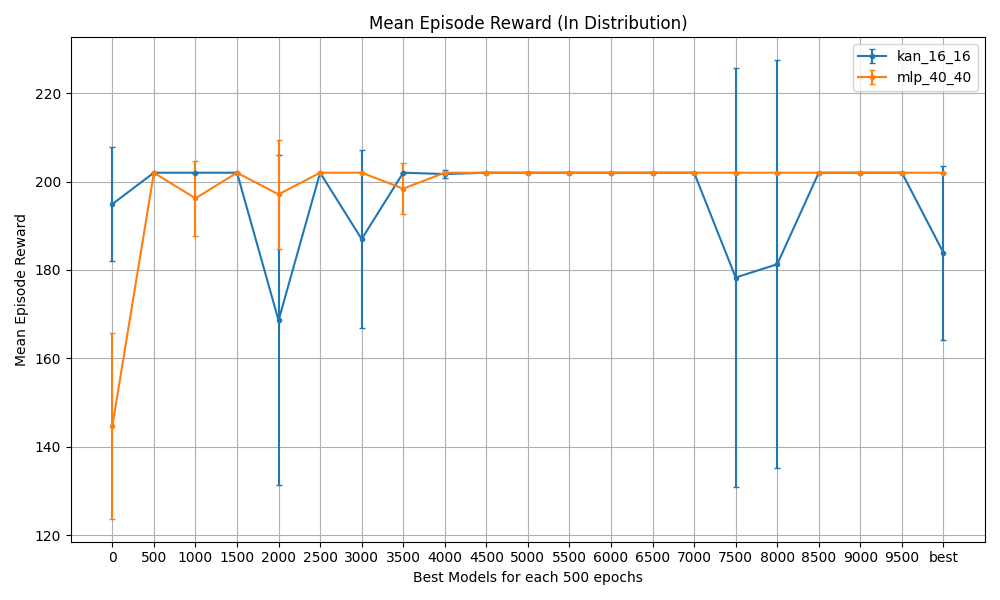 Mean Episode Reward (In Distribution)
kan_16_16
mlp_40_40
Mean Episode Reward
220
200
180
160
140
120
0 500 1000 1500 2000 2500 3000 3500 4000 4500 5000 5500 6000 6500 7000 7500 8000 8500 9000 9500 best
Best Models for each 500 epochs